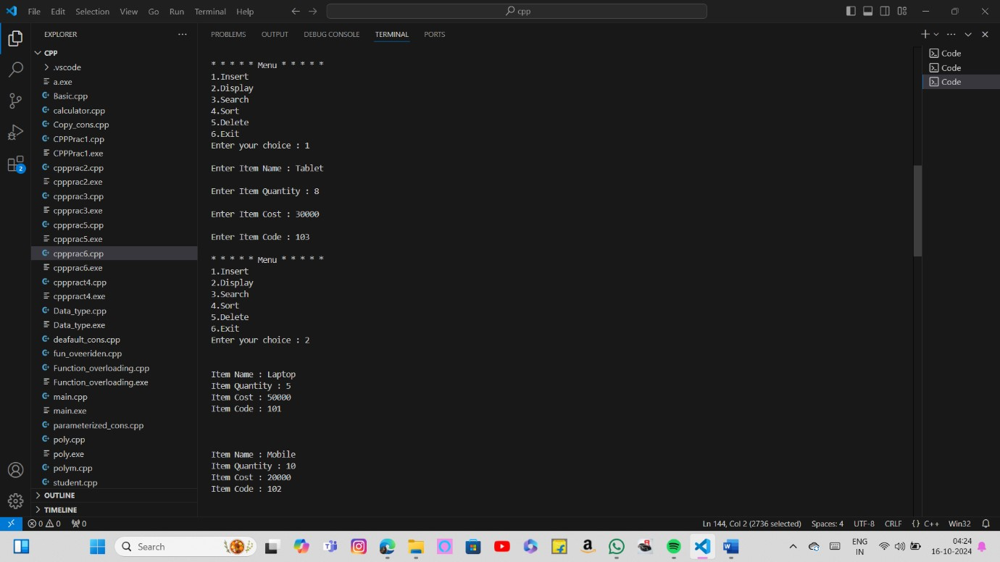 File Edit Selection View Go Run Terminal Help
cpp
EXPLORER
CPP
.vscode
a.exe
Basic.cpp
calculator.cpp
Copy_cons.cpp
CPPPrac1.cpp
CPPPrac1.exe
cppprac2.cpp
cppprac2.exe
cppprac3.cpp
cppprac3.exe
cppprac5.cpp
cppprac5.exe
cppprac6.cpp
cppprac6.exe
cpppract4.cpp
cpppract4.exe
Data_type.cpp
Data_type.exe
deafault_cons.cpp
fun_oveeriden.cpp
Function_overloading.cpp
Function_overloading.exe
main.cpp
main.exe
parameterized_cons.cpp
poly.cpp
poly.exe
polym.cpp
student.cpp
OUTLINE
TIMELINE
2
PROBLEMS OUTPUT DEBUG CONSOLE TERMINAL PORTS
* * * * * Menu * * * * *
1.Insert
2.Display
3.Search
4.Sort
5.Delete
6.Exit
Enter your choice : 1
Enter Item Name : Tablet
Enter Item Quantity : 8
Enter Item Cost : 30000
Enter Item Code : 103
* * * * * Menu * * * * *
1.Insert
2.Display
3.Search
4.Sort
5.Delete
6.Exit
Enter your choice : 2
Item Name : Laptop
Item Quantity : 5
Item Cost : 50000
Item Code : 101
Item Name : Mobile
Item Quantity : 10
Item Cost : 20000
Item Code : 102
Code
Code
Code
0 0 0
Ln 144, Col 2 (2736 selected) Spaces: 4 UTF-8 CRLF {} C++ Win32
Search
ENG
IN
04:24
16-10-2024